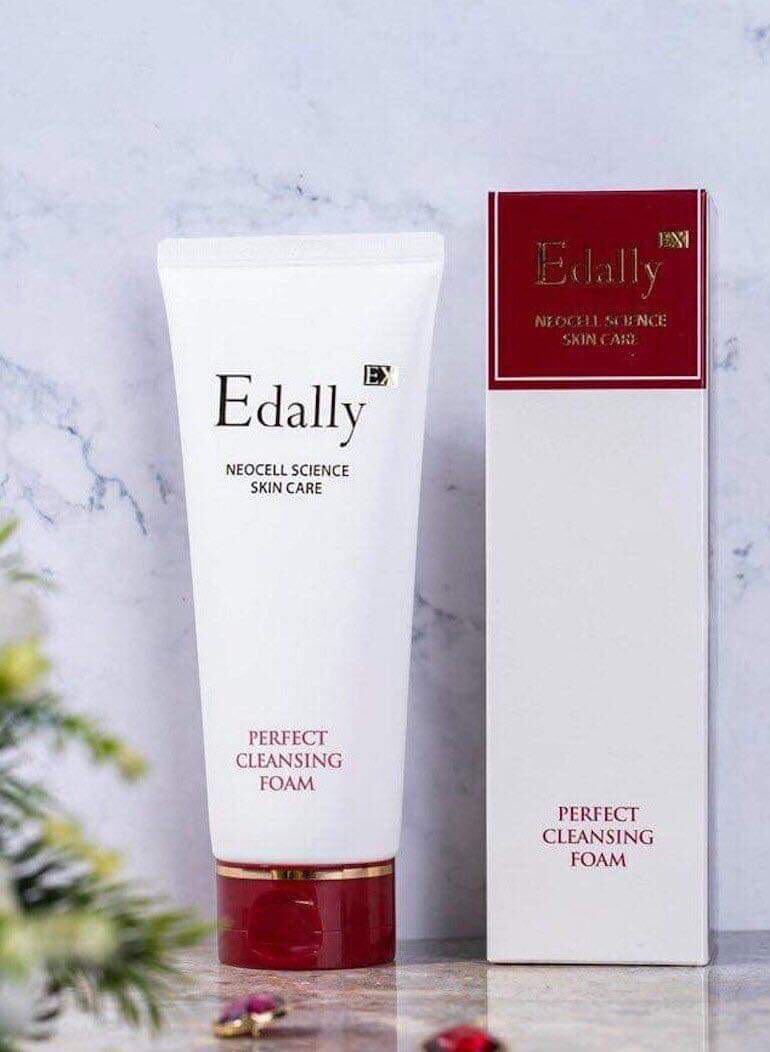 Edally EX
NEOCELL SCIENCE
SKIN CARE
PERFECT
CLEANSING
FOAM
Edally EX
NEOCELL SCIENCE
SKIN CARE
PERFECT
CLEANSING
FOAM